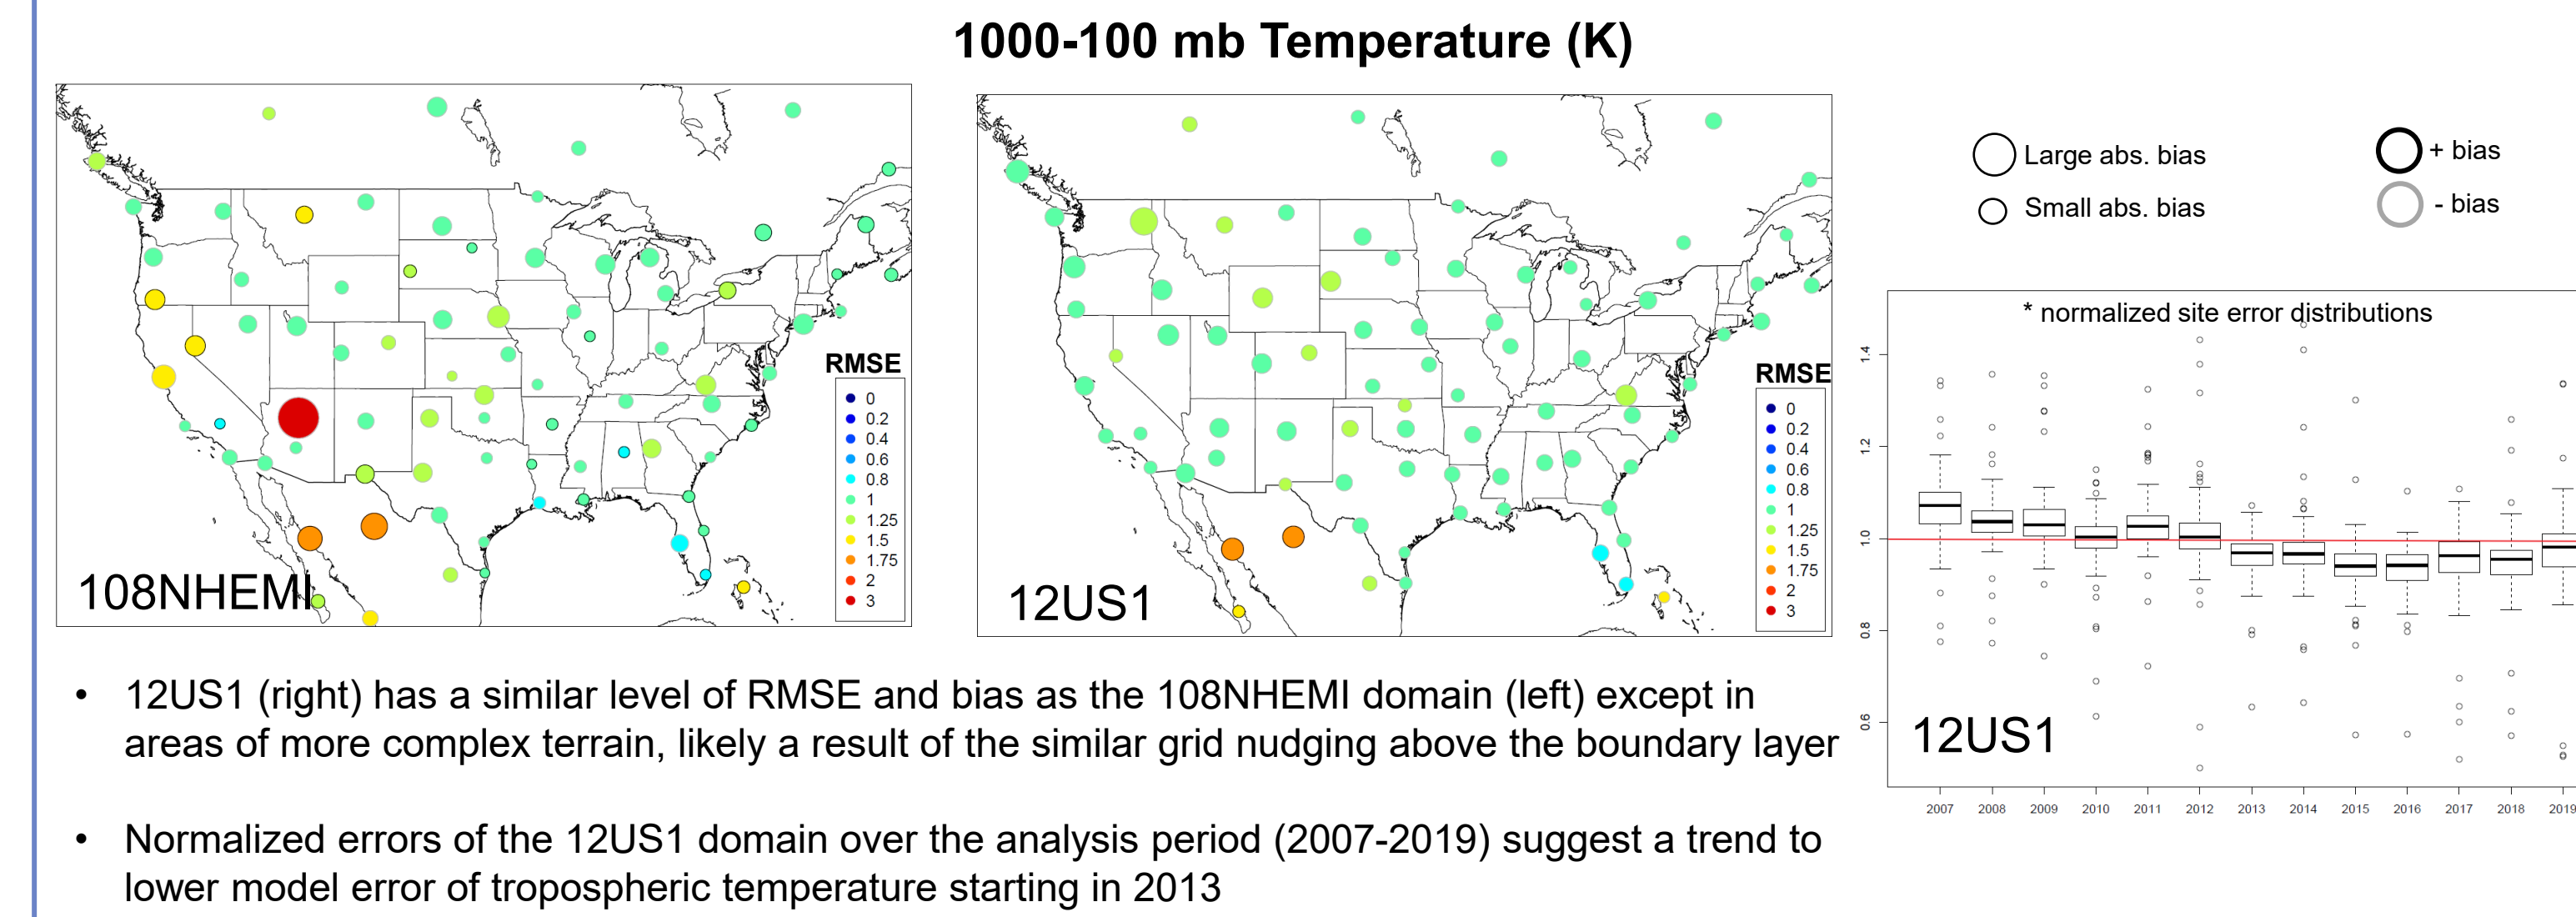 1000-100 mb Temperature (K)
108NHEMI
RMSE
0
0.2
0.4
0.6
0.8
1
1.25
1.5
1.75
2
3
12US1
RMSE
0
0.2
0.4
0.6
0.8
1
1.25
1.5
1.75
2
3
Large abs. bias
+ bias
Small abs. bias
- bias
* normalized site error distributions
1.4
1.2
1.0
0.8
0.6
12US1
2007 2008 2009 2010 2011 2012 2013 2014 2015 2016 2017 2018 2019
• 12US1 (right) has a similar level of RMSE and bias as the 108NHEMI domain (left) except in
areas of more complex terrain, likely a result of the similar grid nudging above the boundary layer
• Normalized errors of the 12US1 domain over the analysis period (2007-2019) suggest a trend to
lower model error of tropospheric temperature starting in 2013